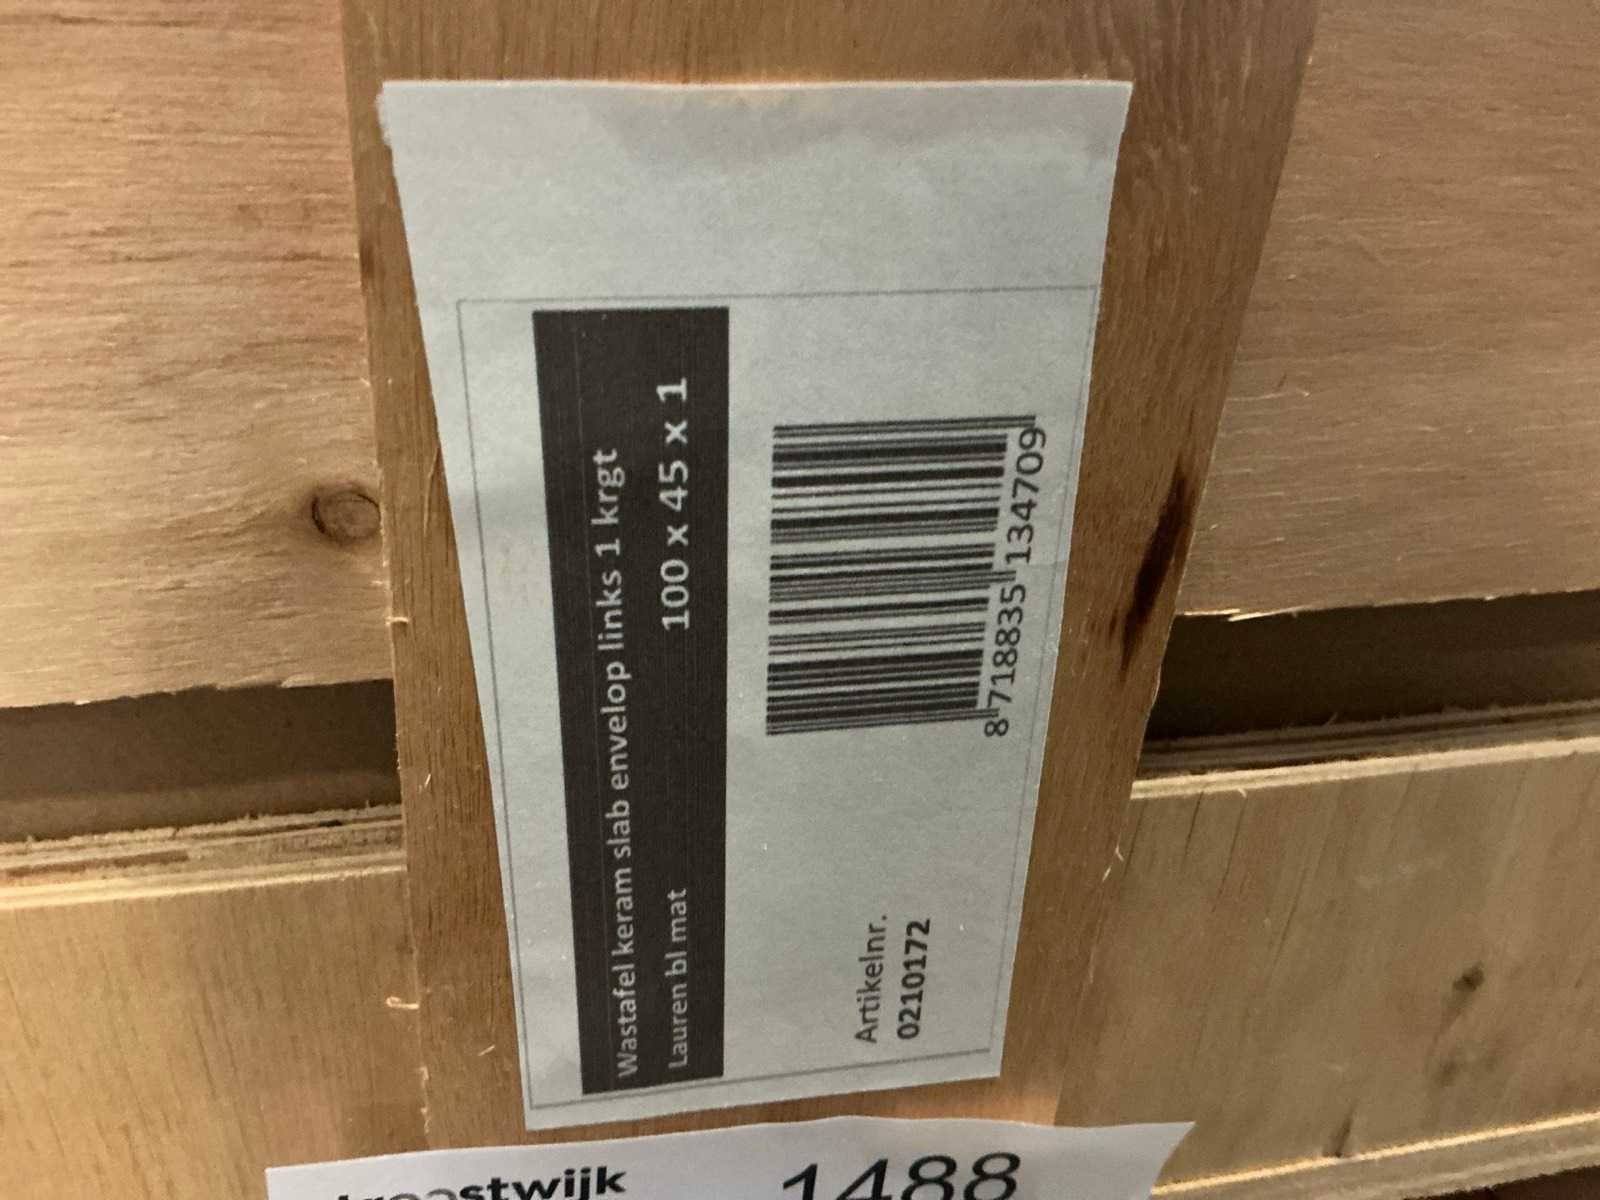 Wastafel keram slab envelop links 1 krgt
Lauren bl mat 100 x 45 x 1
8 718835 134709
Artikelnr.
0210172
1488